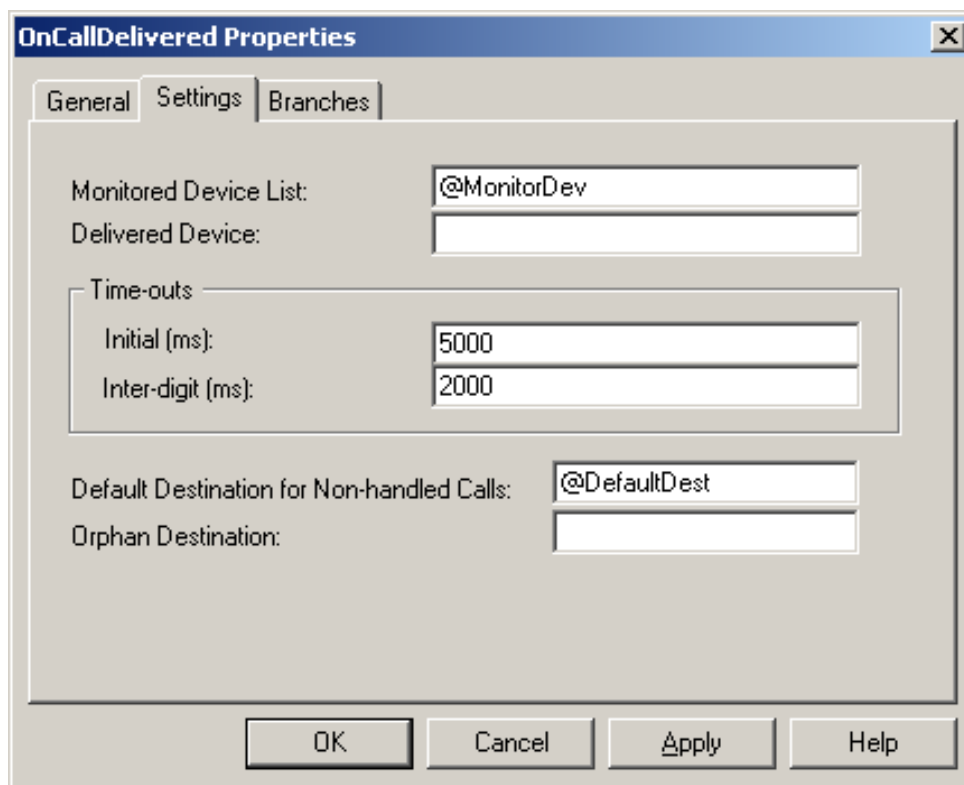 OnCallDelivered Properties
General Settings Branches
Monitored Device List: @MonitorDev
Delivered Device:
Time-outs
Initial (ms): 5000
Inter-digit (ms): 2000
Default Destination for Non-handled Calls: @DefaultDest
Orphan Destination:
OK Cancel Apply Help